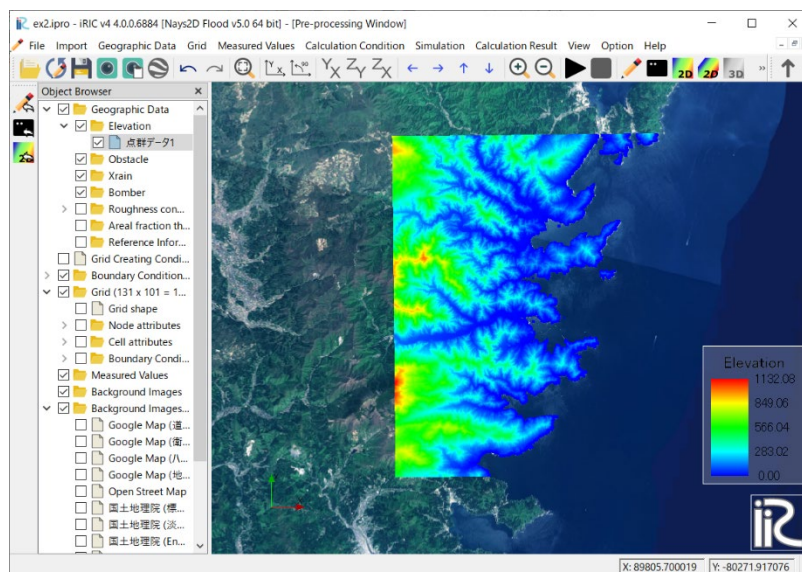 ex2.ipro - iRIC v4 4.0.0.6884 [Nays2D Flood v5.0 64 bit] - [Pre-processing Window]
File Import Geographic Data Grid Measured Values Calculation Condition Simulation Calculation Result View Option Help
Object Browser
Geographic Data
Elevation
点群データ1
Obstacle
Xrain
Bomber
Roughness con...
Areal fraction th...
Reference Infor...
Grid Creating Condi...
Boundary Condition...
Grid (131 x 101 = 1...
Grid shape
Node attributes
Cell attributes
Boundary Condi...
Measured Values
Background Images
Background Images...
Google Map (道...
Google Map (衛...
Google Map (ハ...
Google Map (地...
Open Street Map
国土地理院 (標...
国土地理院 (淡...
国土地理院 (En...
2D 2D 3D
Elevation
1132.08
849.06
566.04
283.02
0.00
iRIC
X: 89805.700019 Y: -80271.917076